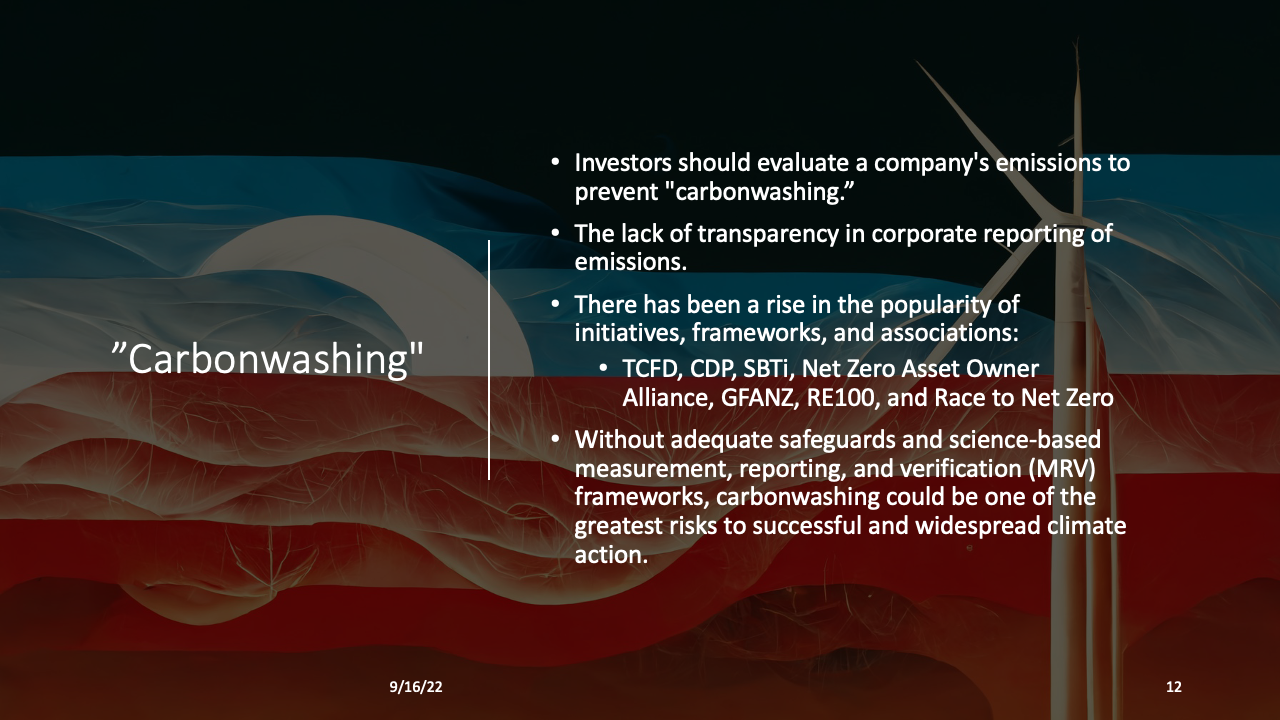 ”Carbonwashing"
• Investors should evaluate a company's emissions to
prevent "carbonwashing.”
• The lack of transparency in corporate reporting of
emissions.
• There has been a rise in the popularity of
initiatives, frameworks, and associations:
• TCFD, CDP, SBTi, Net Zero Asset Owner
Alliance, GFANZ, RE100, and Race to Net Zero
• Without adequate safeguards and science-based
measurement, reporting, and verification (MRV)
frameworks, carbonwashing could be one of the
greatest risks to successful and widespread climate
action.
9/16/22
12